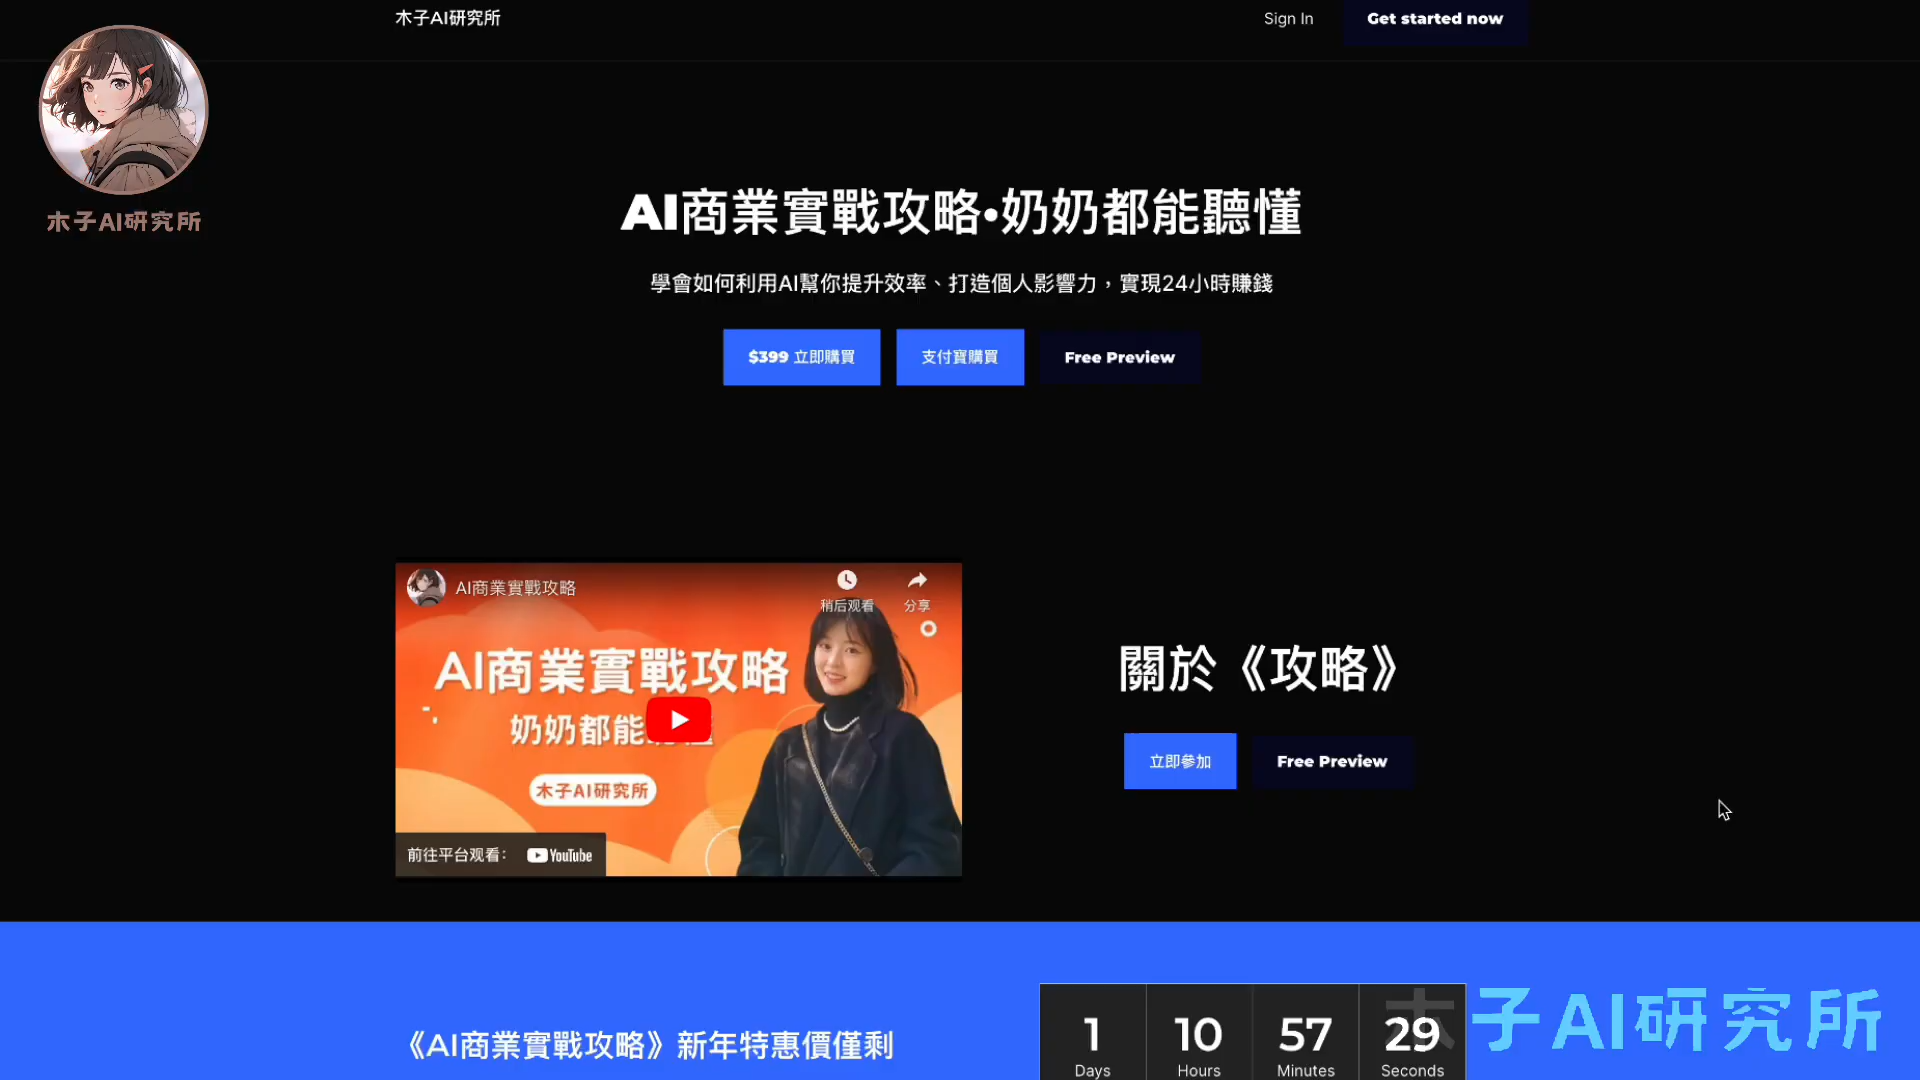 木子AI研究所
Sign In
Get started now
木子AI研究所
AI商業實戰攻略•奶奶都能聽懂
學會如何利用AI幫你提升效率、打造個人影響力，實現24小時賺錢
$399 立即購買
支付寶購買
Free Preview
AI商業實戰攻略
稍后观看
分享
AI商業實戰攻略
奶奶都能
木子AI研究所
前往平台观看：
YouTube
關於《攻略》
立即參加
Free Preview
《AI商業實戰攻略》新年特惠價僅剩
1
10
57
29
Days
Hours
Minutes
Seconds
木子AI研究所